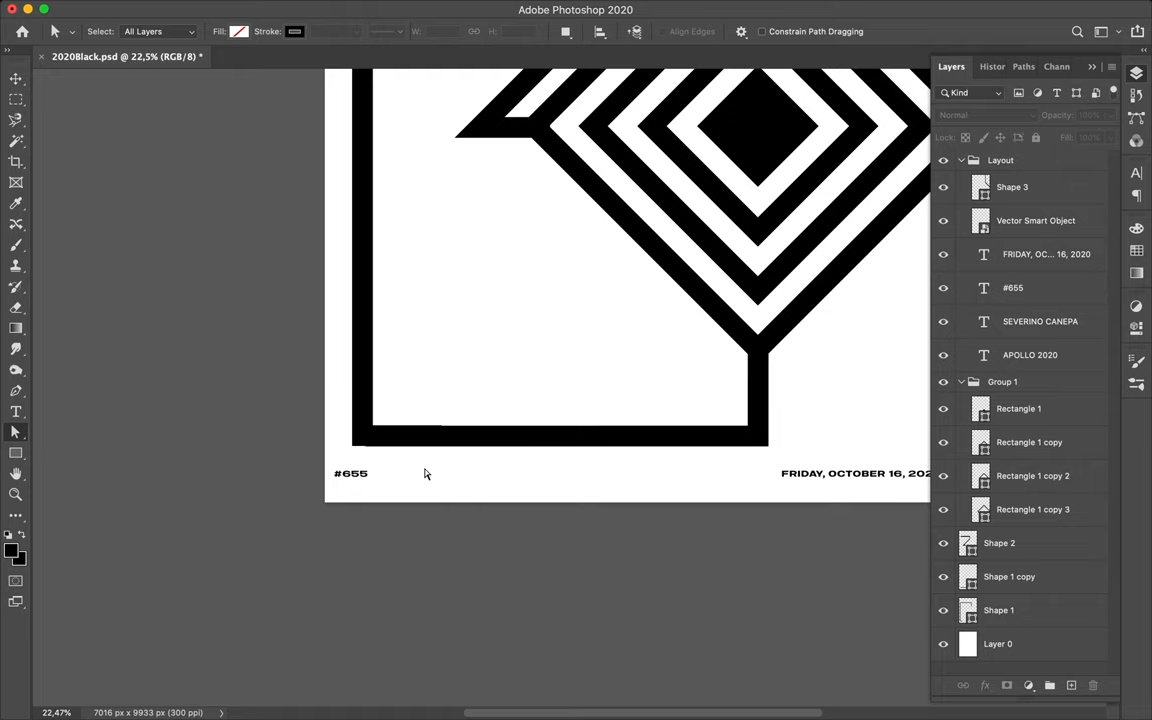 Adobe Photoshop 2020
Select: All Layers Fill: Stroke: W: H: Align Edges Constrain Path Dragging
2020Black.psd @ 22,5% (RGB/8) *
Layers Histor Paths Chann
Kind
Normal Opacity: 100%
Lock: Fill: 100%
Layout
Shape 3
Vector Smart Object
FRIDAY, OC... 16, 2020
#655
SEVERINO CANEPA
APOLLO 2020
Group 1
Rectangle 1
Rectangle 1 copy
Rectangle 1 copy 2
Rectangle 1 copy 3
Shape 2
Shape 1 copy
Shape 1
Layer 0
#655
FRIDAY, OCTOBER 16, 202
22,47% 7016 px x 9933 px (300 ppi)